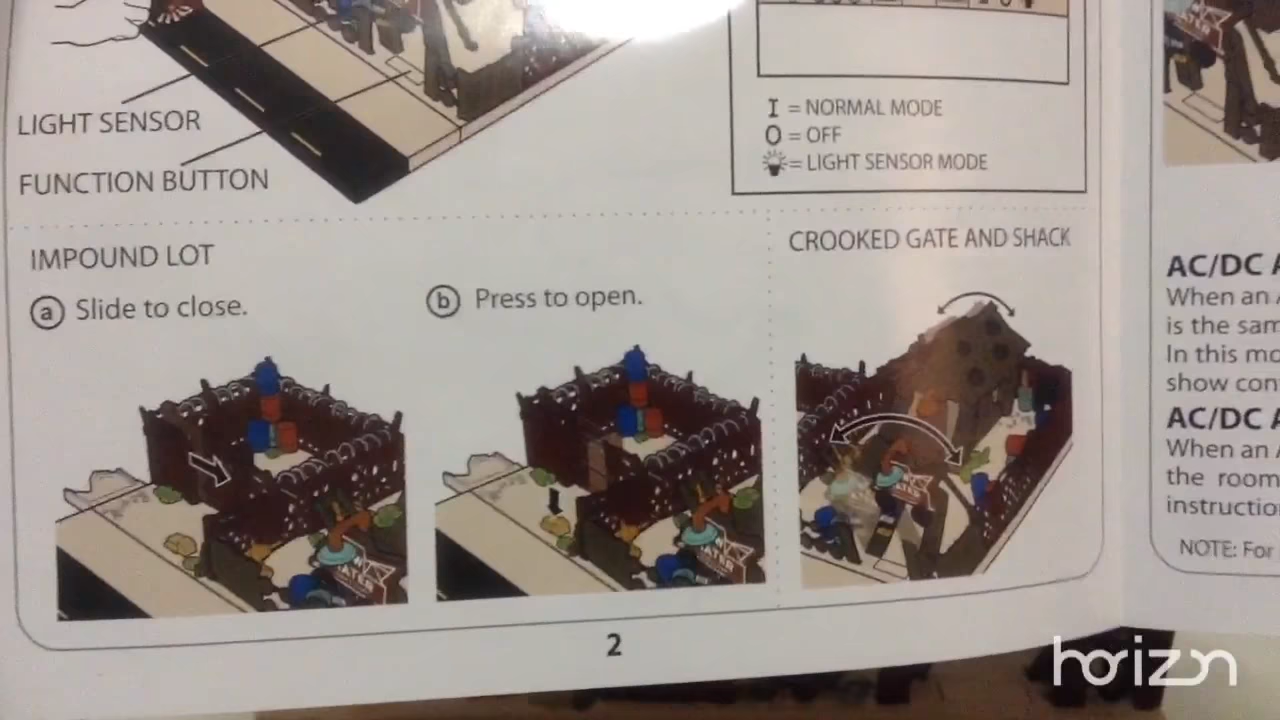 LIGHT SENSOR
FUNCTION BUTTON
I = NORMAL MODE
O = OFF
= LIGHT SENSOR MODE
IMPOUND LOT
a Slide to close.
b Press to open.
CROOKED GATE AND SHACK
2
AC/DC
When an
is the sam
In this mo
show con
AC/DC
When an
the room
instructio
NOTE: For
horizon